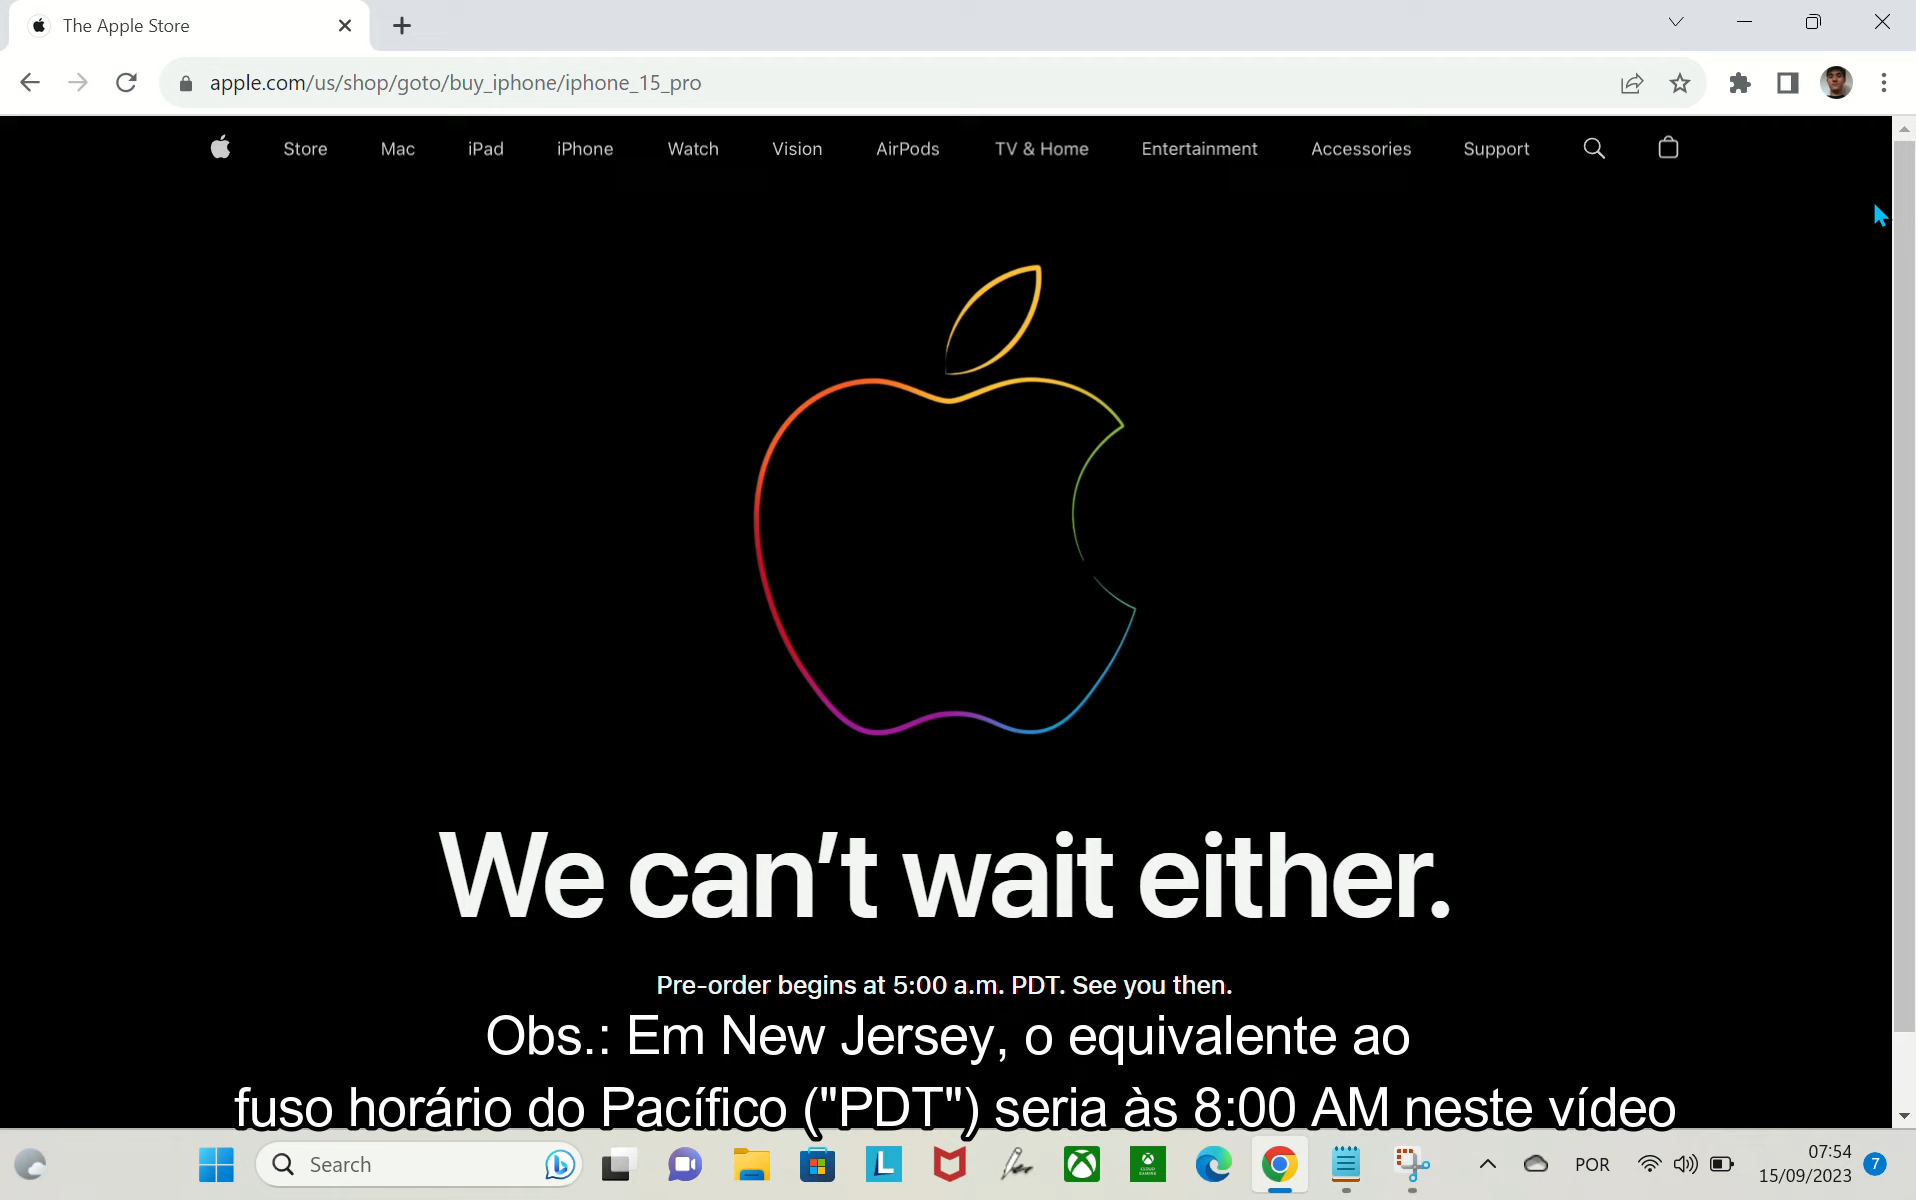 The Apple Store
apple.com/us/shop/goto/buy_iphone/iphone_15_pro
Store Mac iPad iPhone Watch Vision AirPods TV & Home Entertainment Accessories Support
We can't wait either.
Pre-order begins at 5:00 a.m. PDT. See you then.
Obs.: Em New Jersey, o equivalente ao
fuso horário do Pacífico ("PDT") seria às 8:00 AM neste vídeo
Search
L
POR
07:54
15/09/2023
7